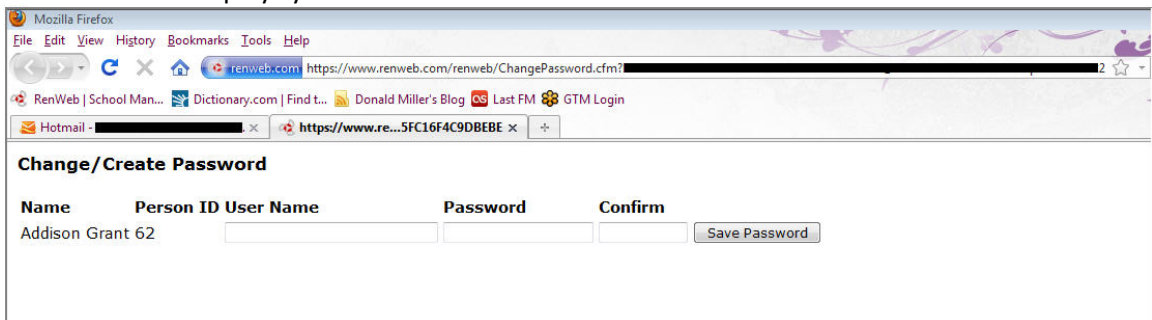 Mozilla Firefox
File Edit View History Bookmarks Tools Help
renweb.com https://www.renweb.com/renweb/ChangePassword.cfm? 2
RenWeb | School Man... Dictionary.com | Find t... Donald Miller's Blog Last FM GTM Login
Hotmail - https://www.re...5FC16F4C9DBEBE
Change/Create Password
Name Person ID User Name Password Confirm
Addison Grant 62 Save Password